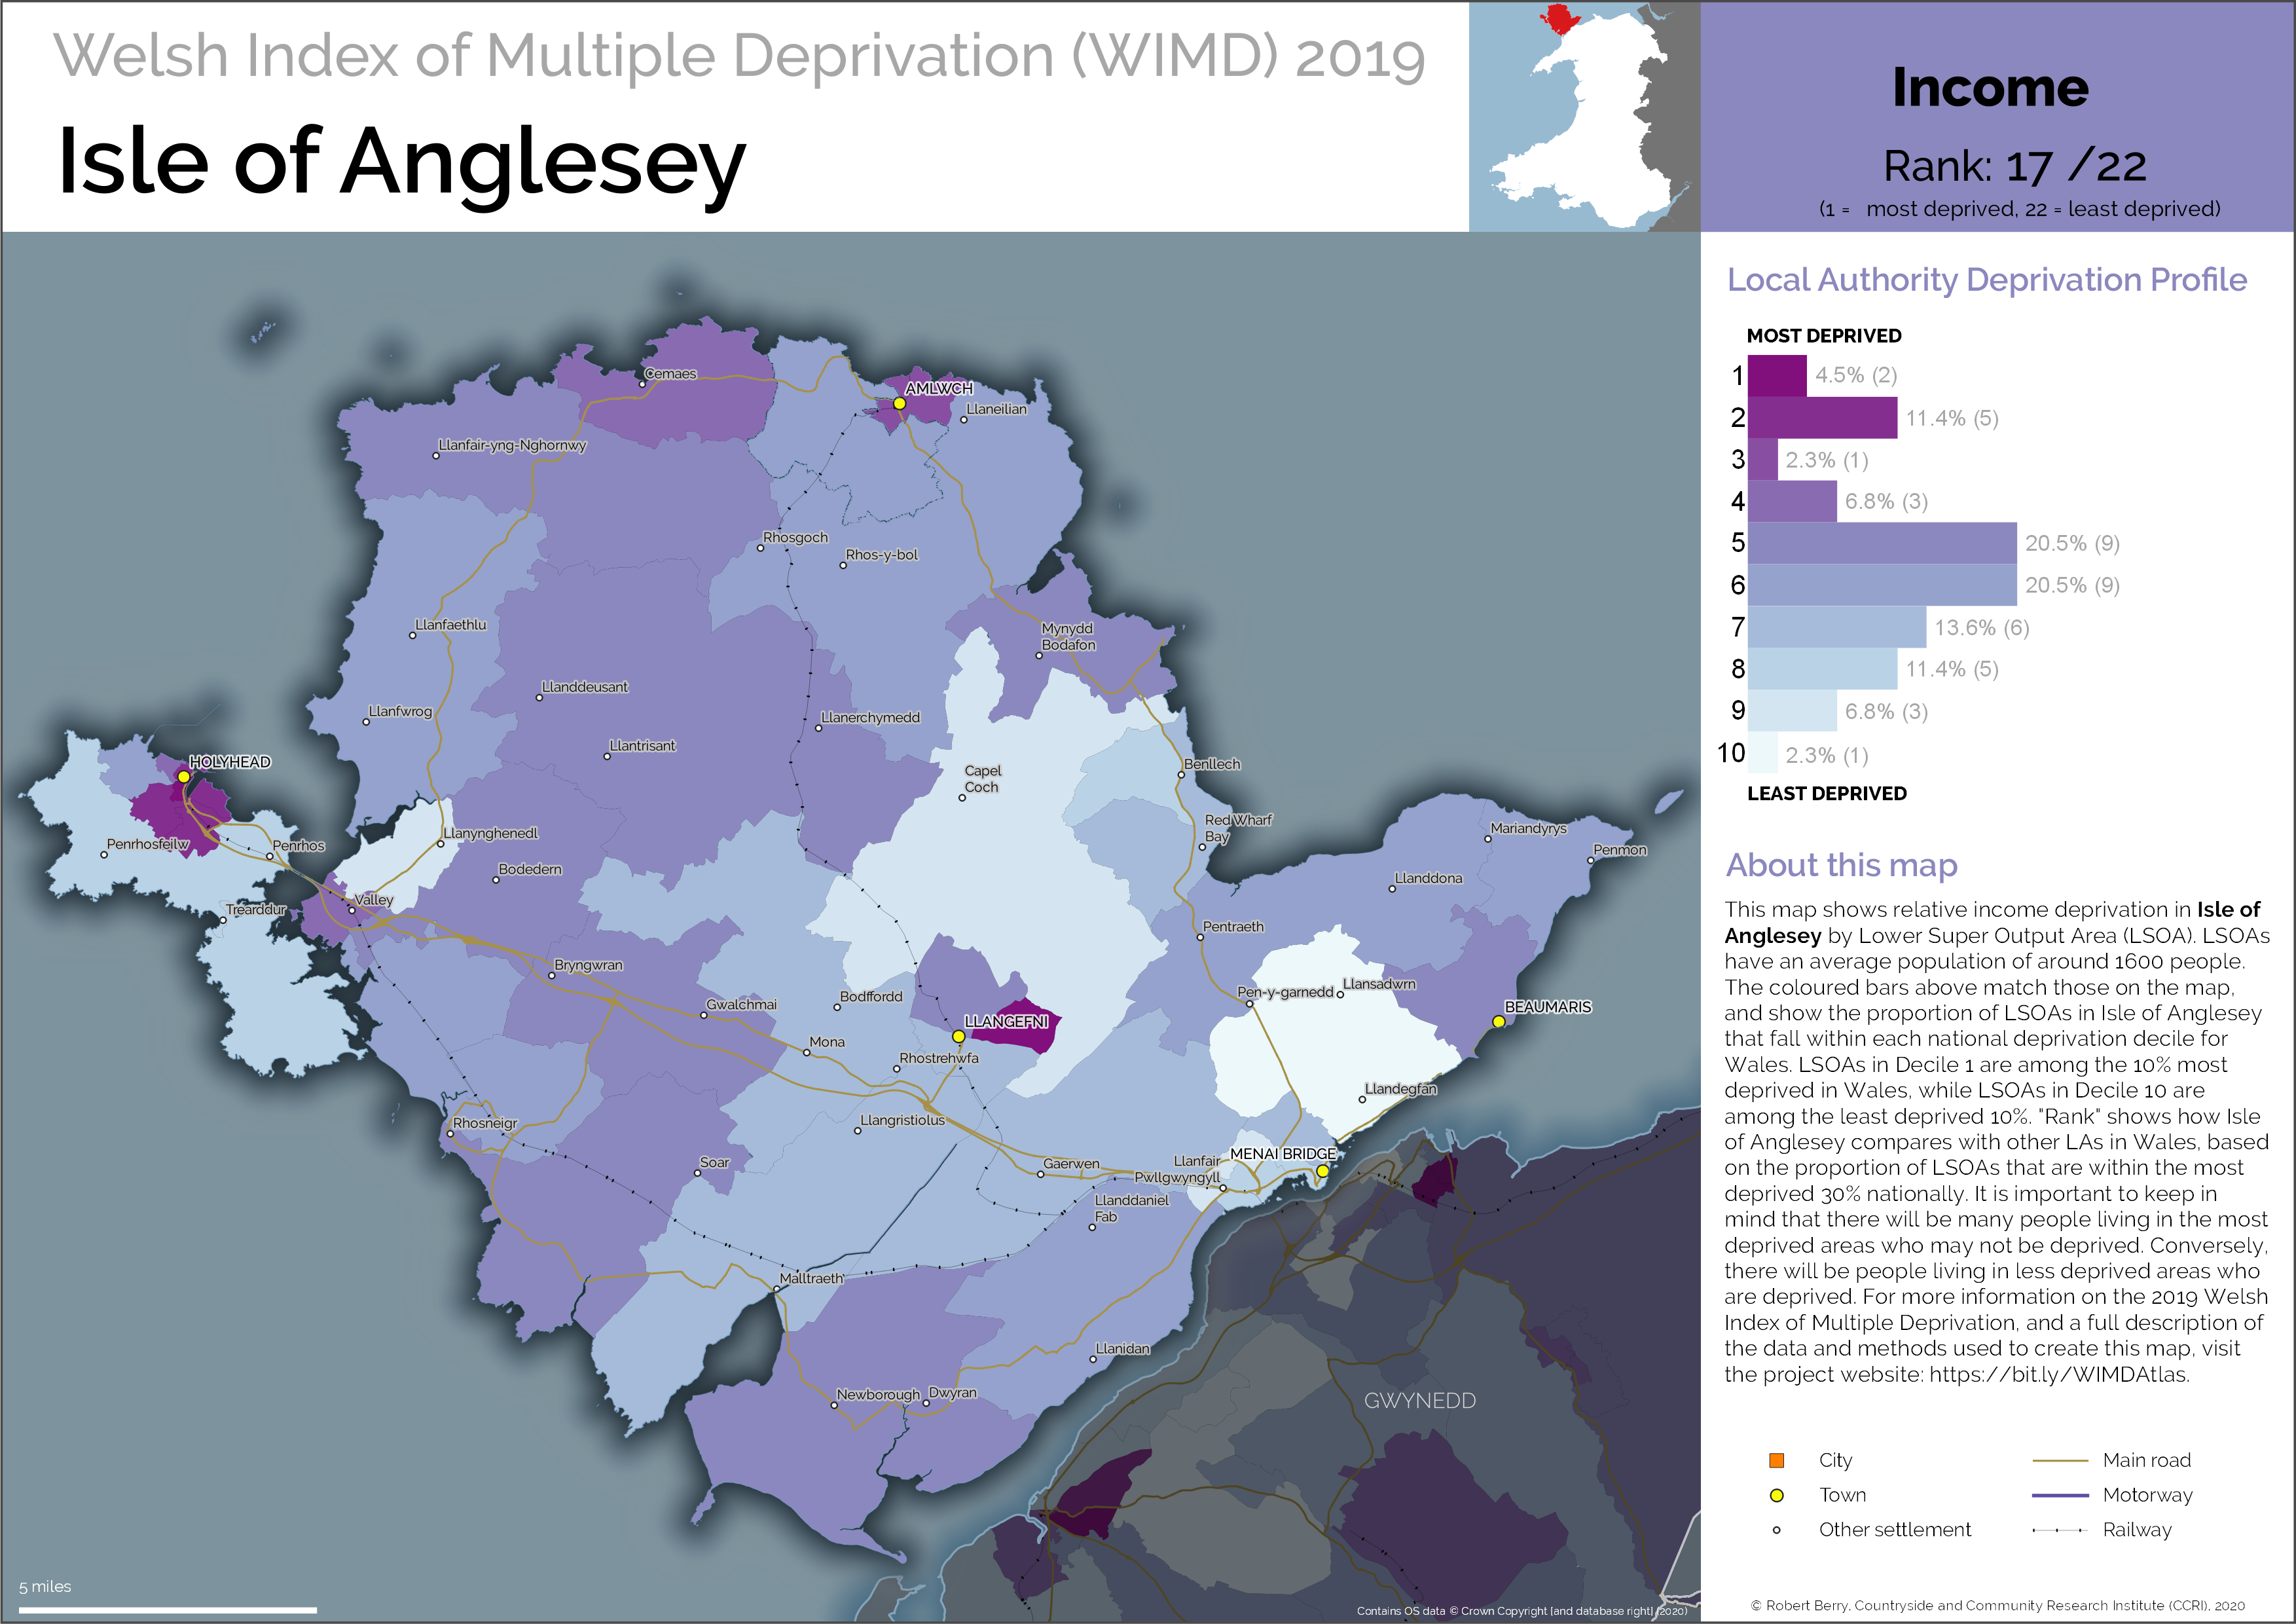 Welsh Index of Multiple Deprivation (WIMD) 2019
Isle of Anglesey
Income
Rank: 17 /22
(1 = most deprived, 22 = least deprived)
Local Authority Deprivation Profile
MOST DEPRIVED
1 4.5% (2)
2 11.4% (5)
3 2.3% (1)
4 6.8% (3)
5 20.5% (9)
6 20.5% (9)
7 13.6% (6)
8 11.4% (5)
9 6.8% (3)
10 2.3% (1)
LEAST DEPRIVED
About this map
This map shows relative income deprivation in Isle of
Anglesey by Lower Super Output Area (LSOA). LSOAs
have an average population of around 1600 people.
The coloured bars above match those on the map,
and show the proportion of LSOAs in Isle of Anglesey
that fall within each national deprivation decile for
Wales. LSOAs in Decile 1 are among the 10% most
deprived in Wales, while LSOAs in Decile 10 are
among the least deprived 10%. "Rank" shows how Isle
of Anglesey compares with other LAs in Wales, based
on the proportion of LSOAs that are within the most
deprived 30% nationally. It is important to keep in
mind that there will be many people living in the most
deprived areas who may not be deprived. Conversely,
there will be people living in less deprived areas who
are deprived. For more information on the 2019 Welsh
Index of Multiple Deprivation, and a full description of
the data and methods used to create this map, visit
the project website: https://bit.ly/WIMDAtlas.
City
Town
Other settlement
Main road
Motorway
Railway
© Robert Berry, Countryside and Community Research Institute (CCRI), 2020
Cemaes
AMLWCH
Llaneilian
Llanfair-yng-Nghornwy
Rhosgoch
Rhos-y-bol
Llanfaethlu
Mynydd
Bodafon
Llanddeusant
Llanfwrog
Llanerchymedd
Llantrisant
HOLYHEAD
Benllech
Capel
Coch
Red Wharf
Bay
Llanynghenedl
Mariandyrys
Penrhosfeilw
Penrhos
Penmon
Bodedern
Llanddona
Valley
Trearddur
Pentraeth
Bryngwran
Llansadwrn
Pen-y-garnedd
Bodffordd
Gwalchmai
BEAUMARIS
LLANGEFNI
Mona
Rhostrehwfa
Llandegfan
Rhosneigr
Llangristiolus
MENAI BRIDGE
Soar
Gaerwen
Llanfair
Pwllgwyngyll
Llanddaniel
Fab
Malltraeth
Llanidan
Newborough
Dwyran
GWYNEDD
5 miles
Contains OS data © Crown Copyright [and database right] (2020)